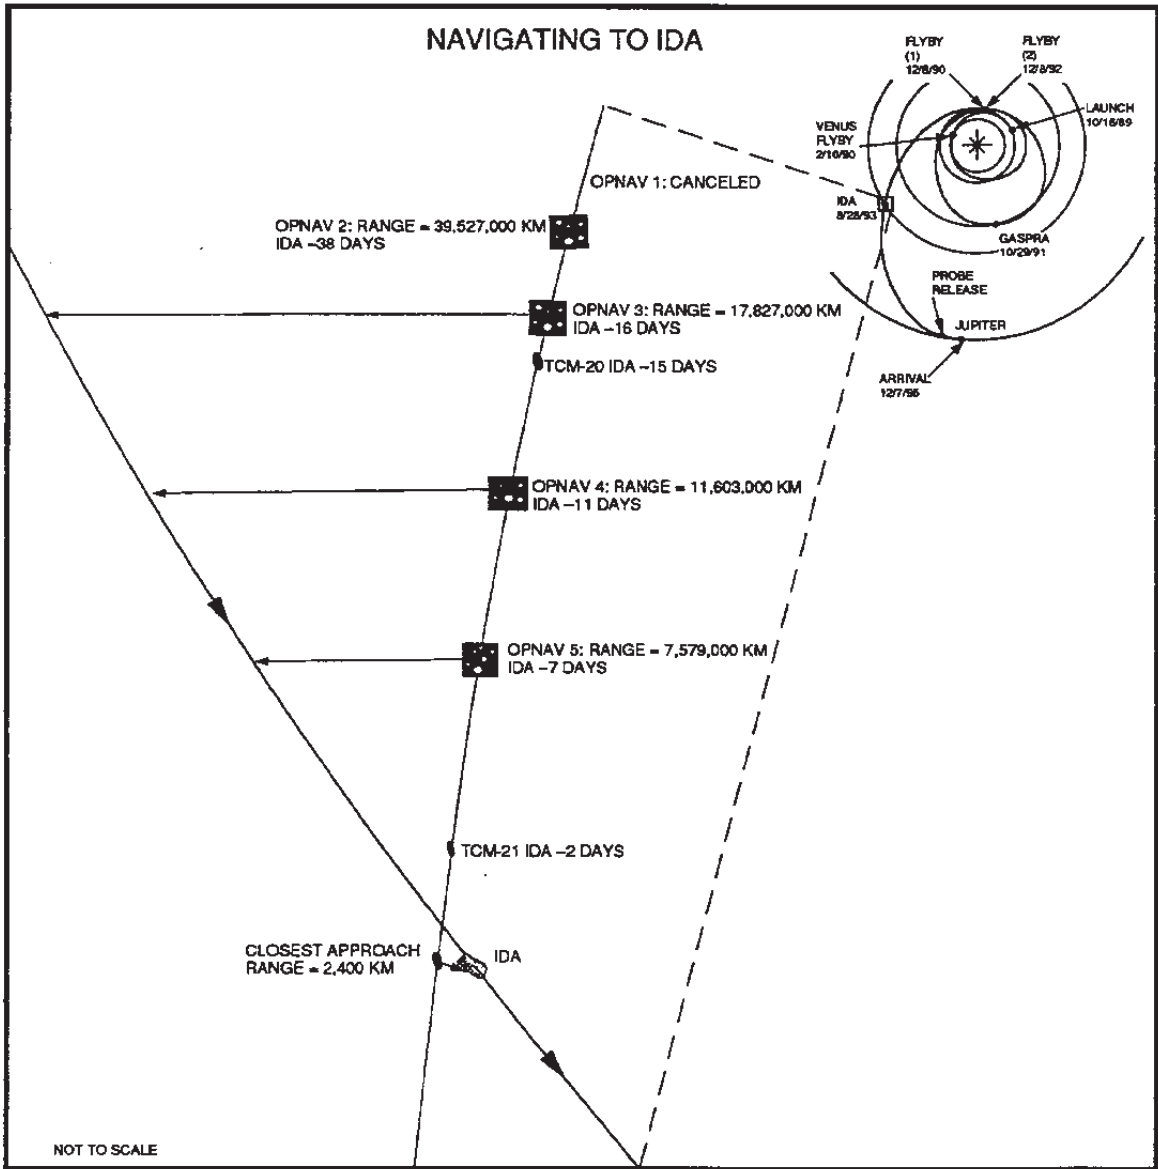 NAVIGATING TO IDA
FLYBY
(1)
12/8/90
FLYBY
(2)
12/8/92
LAUNCH
10/18/89
VENUS
FLYBY
2/10/90
IDA
8/28/93
GASPRA
10/29/91
PROBE
RELEASE
JUPITER
ARRIVAL
12/7/95
OPNAV 1: CANCELED
OPNAV 2: RANGE = 39,527,000 KM
IDA –38 DAYS
OPNAV 3: RANGE = 17,827,000 KM
IDA –16 DAYS
TCM-20 IDA –15 DAYS
OPNAV 4: RANGE = 11,603,000 KM
IDA –11 DAYS
OPNAV 5: RANGE = 7,579,000 KM
IDA –7 DAYS
TCM-21 IDA –2 DAYS
CLOSEST APPROACH
RANGE = 2,400 KM
IDA
NOT TO SCALE